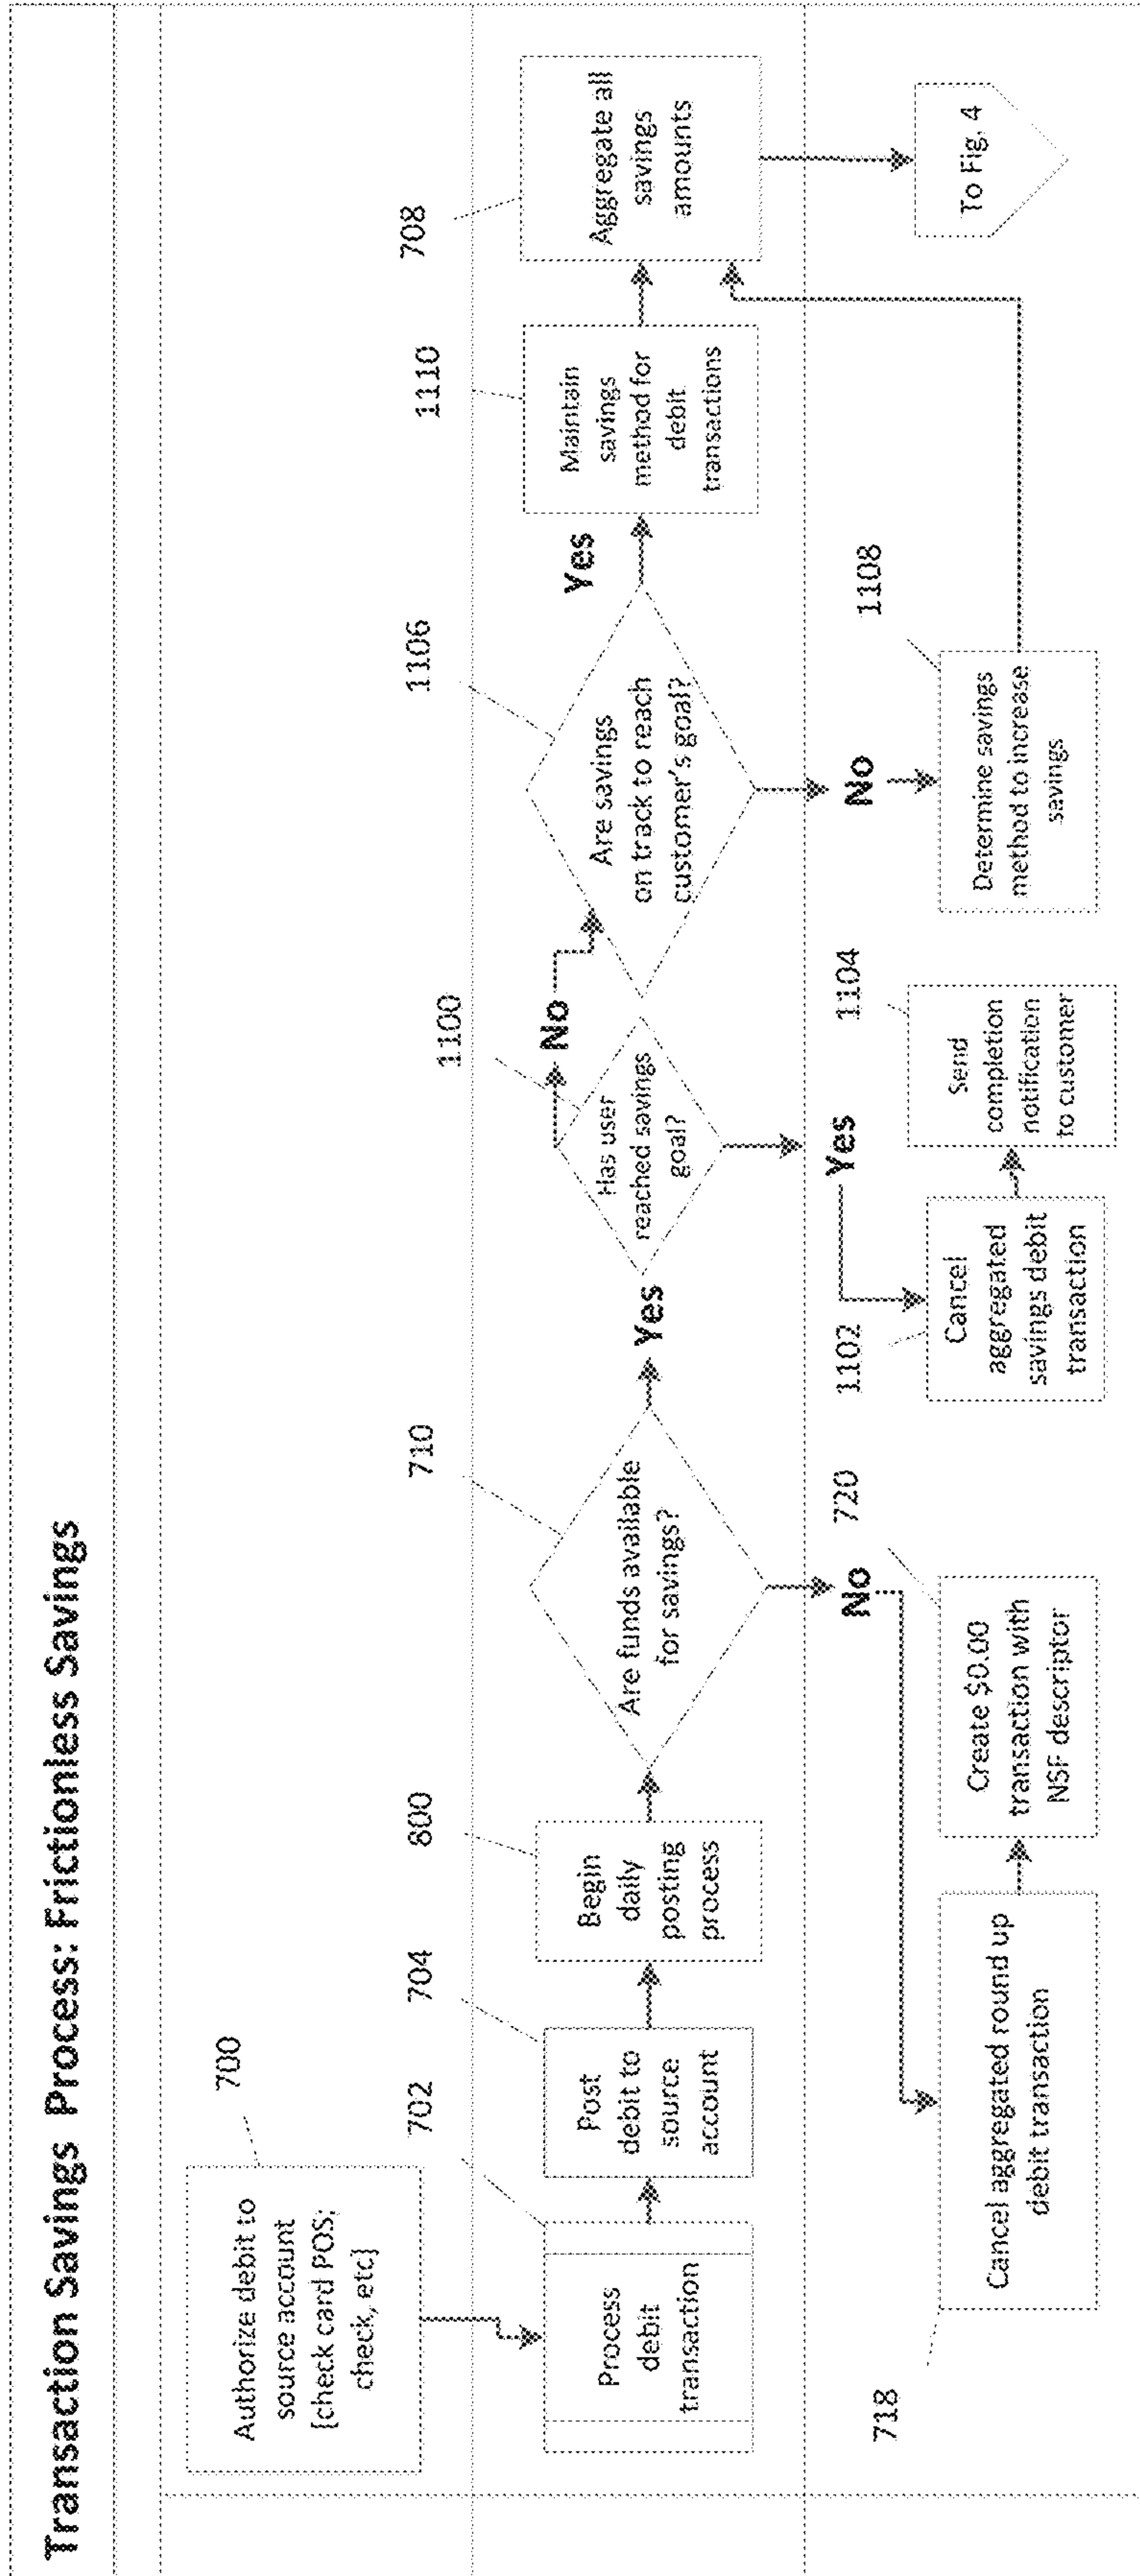 Transaction Savings Process: Frictionless Savings
700
Authorize debit to
source account
[check card POS;
check, etc]
702
Process
debit
transaction
704
Post
debit to
source
account
800
Begin
daily
posting
process
710
Are funds available
for savings?
Yes
No
718
Cancel aggregated round up
debit transaction
720
Create $0.00
transaction with
NSF descriptor
1100
Has user
reached savings
goal?
No
Yes
1102
Cancel
aggregated
savings debit
transaction
1104
Send
completion
notification
to customer
1106
Are savings
on track to reach
customer's goal?
Yes
No
1108
Determine savings
method to increase
savings
1110
Maintain
savings
method for
debit
transactions
708
Aggregate all
savings
amounts
To Fig. 4